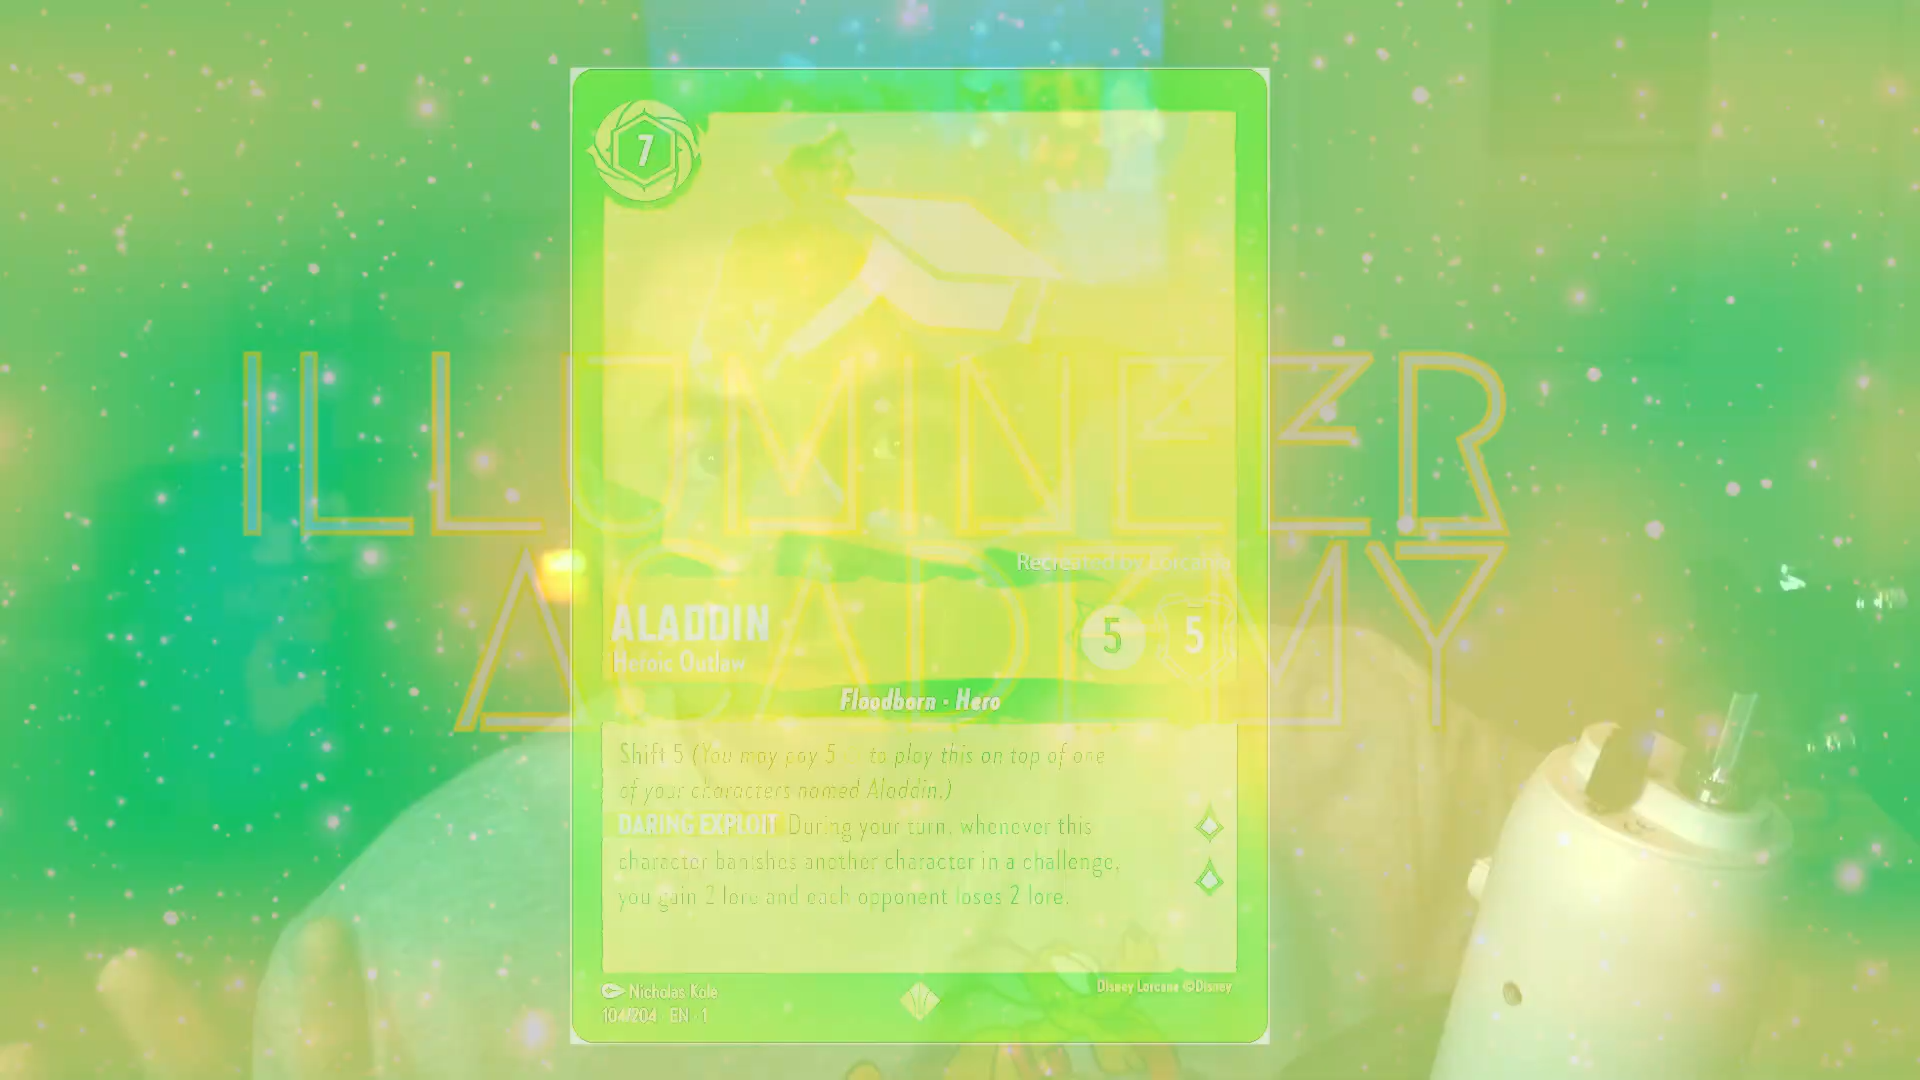 7
ILLUMINEER
ACADEMY
Recreated by Lorcania
ALADDIN
5 5
Heroic Outlaw
Floodborn · Hero
Shift 5 (You may pay 5 to play this on top of one
of your characters named Aladdin.)
DARING EXPLOIT During your turn, whenever this
character banishes another character in a challenge,
you gain 2 lore and each opponent loses 2 lore.
Nicholas Kole
Disney Lorcana ©Disney
104/204 · EN · 1